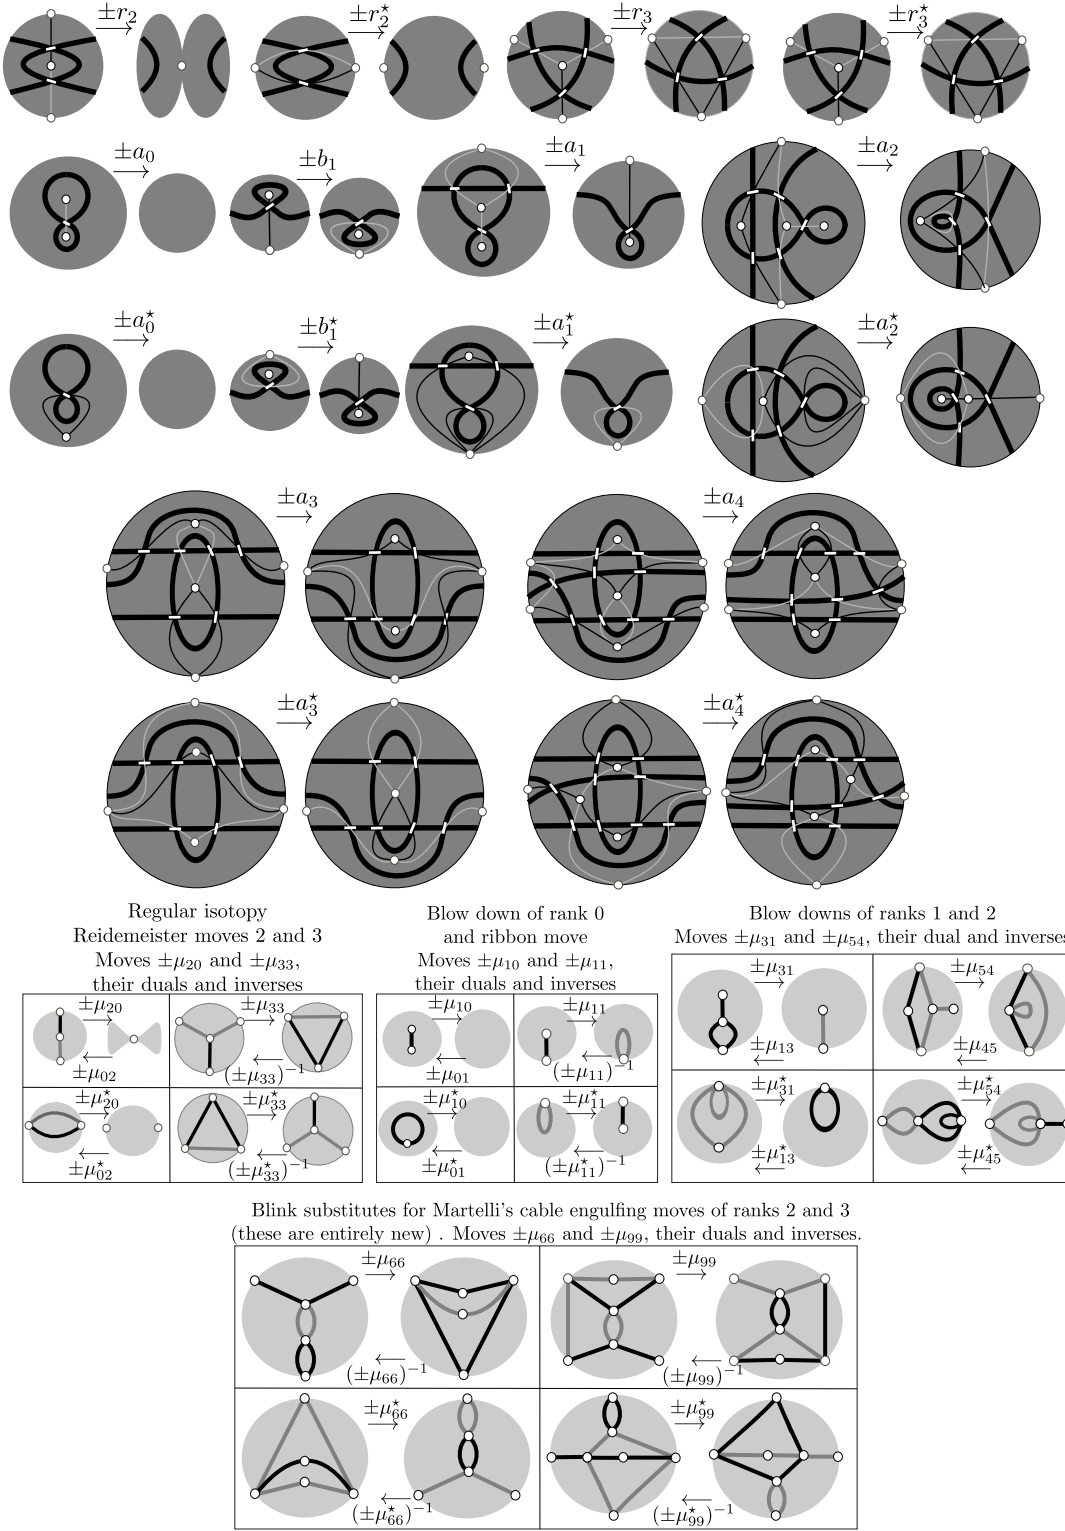 ±r₂ ±r₂⋆ ±r₃ ±r₃⋆
±a₀ ±b₁ ±a₁ ±a₂
±a₀⋆ ±b₁⋆ ±a₁⋆ ±a₂⋆
±a₃ ±a₄
±a₃⋆ ±a₄⋆
Regular isotopy
Reidemeister moves 2 and 3
Moves ±μ₂₀ and ±μ₃₃,
their duals and inverses
Blow down of rank 0
and ribbon move
Moves ±μ₁₀ and ±μ₁₁,
their duals and inverses
Blow downs of ranks 1 and 2
Moves ±μ₃₁ and ±μ₅₄, their dual and inverses
±μ₂₀ ±μ₃₃
±μ₀₂ (±μ₃₃)⁻¹
±μ₂₀⋆ ±μ₃₃⋆
±μ₀₂⋆ (±μ₃₃⋆)⁻¹
±μ₁₀ ±μ₁₁
±μ₀₁ (±μ₁₁)⁻¹
±μ₁₀⋆ ±μ₁₁⋆
±μ₀₁⋆ (±μ₁₁⋆)⁻¹
±μ₃₁ ±μ₅₄
±μ₁₃ ±μ₄₅
±μ₃₁⋆ ±μ₅₄⋆
±μ₁₃⋆ ±μ₄₅⋆
Blink substitutes for Martelli's cable engulfing moves of ranks 2 and 3
(these are entirely new) . Moves ±μ₆₆ and ±μ₉₉, their duals and inverses.
±μ₆₆ ±μ₉₉
(±μ₆₆)⁻¹ (±μ₉₉)⁻¹
±μ₆₆⋆ ±μ₉₉⋆
(±μ₆₆⋆)⁻¹ (±μ₉₉⋆)⁻¹